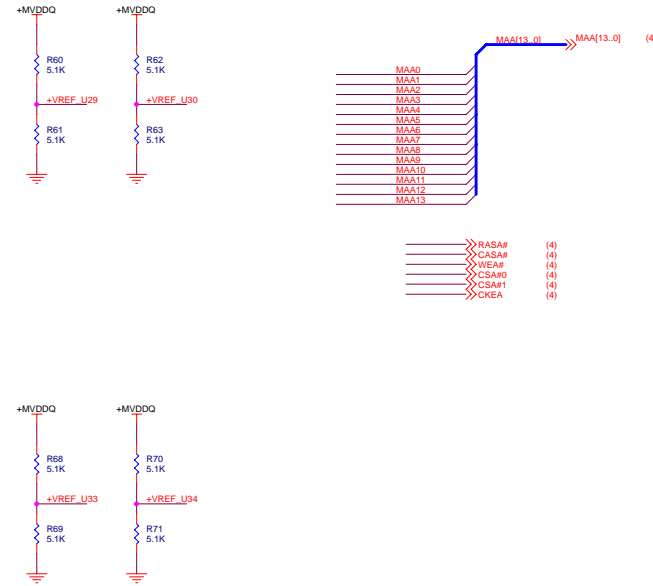 +MVDDQ
+MVDDQ
R60
5.1K
R62
5.1K
+VREF_U29
+VREF_U30
R61
5.1K
R63
5.1K
MAA[13..0]
MAA[13..0]
(4
MAA0
MAA1
MAA2
MAA3
MAA4
MAA5
MAA6
MAA7
MAA8
MAA9
MAA10
MAA11
MAA12
MAA13
RASA# (4)
CASA# (4)
WEA# (4)
CSA#0 (4)
CSA#1 (4)
CKEA (4)
+MVDDQ
+MVDDQ
R68
5.1K
R70
5.1K
+VREF_U33
+VREF_U34
R69
5.1K
R71
5.1K